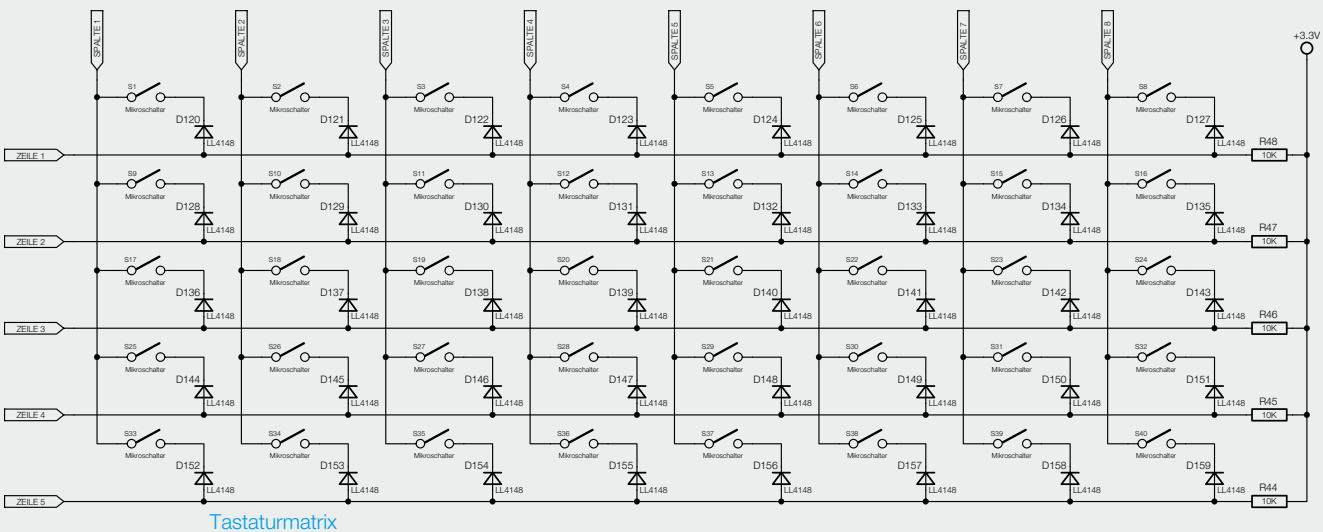 SPALTE 1 SPALTE 2 SPALTE 3 SPALTE 4 SPALTE 5 SPALTE 6 SPALTE 7 SPALTE 8
+3.3V
S1 S2 S3 S4 S5 S6 S7 S8
Mikroschalter Mikroschalter Mikroschalter Mikroschalter Mikroschalter Mikroschalter Mikroschalter Mikroschalter
D120 D121 D122 D123 D124 D125 D126 D127
LL4148 LL4148 LL4148 LL4148 LL4148 LL4148 LL4148 LL4148 R48
ZEILE 1 10K
S9 S10 S11 S12 S13 S14 S15 S16
Mikroschalter Mikroschalter Mikroschalter Mikroschalter Mikroschalter Mikroschalter Mikroschalter Mikroschalter
D128 D129 D130 D131 D132 D133 D134 D135
LL4148 LL4148 LL4148 LL4148 LL4148 LL4148 LL4148 LL4148 R47
ZEILE 2 10K
S17 S18 S19 S20 S21 S22 S23 S24
Mikroschalter Mikroschalter Mikroschalter Mikroschalter Mikroschalter Mikroschalter Mikroschalter Mikroschalter
D136 D137 D138 D139 D140 D141 D142 D143
LL4148 LL4148 LL4148 LL4148 LL4148 LL4148 LL4148 LL4148 R46
ZEILE 3 10K
S25 S26 S27 S28 S29 S30 S31 S32
Mikroschalter Mikroschalter Mikroschalter Mikroschalter Mikroschalter Mikroschalter Mikroschalter Mikroschalter
D144 D145 D146 D147 D148 D149 D150 D151
LL4148 LL4148 LL4148 LL4148 LL4148 LL4148 LL4148 LL4148 R45
ZEILE 4 10K
S33 S34 S35 S36 S37 S38 S39 S40
Mikroschalter Mikroschalter Mikroschalter Mikroschalter Mikroschalter Mikroschalter Mikroschalter Mikroschalter
D152 D153 D154 D155 D156 D157 D158 D159
LL4148 LL4148 LL4148 LL4148 LL4148 LL4148 LL4148 LL4148 R44
ZEILE 5 10K
Tastaturmatrix